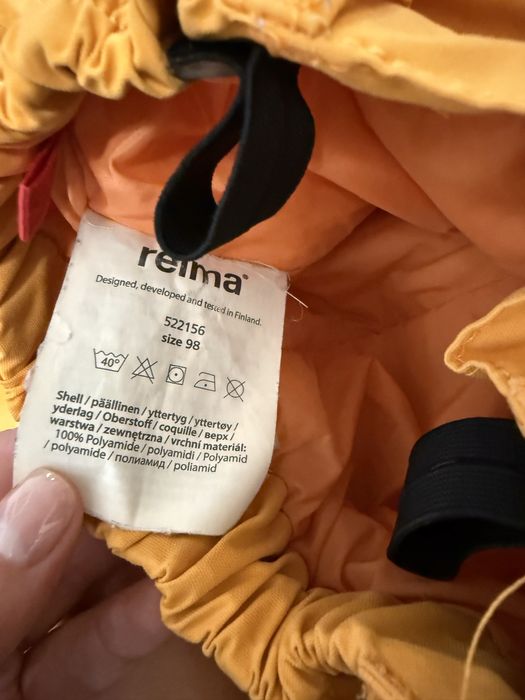 reima®
Designed, developed and tested in Finland.
522156
size 98
40°
Shell / päällinen / yttertyg / yttertøy /
yderlag / Oberstoff / coquille / верх /
warstwa / zewnętrzna / vrchní materiál:
100% Polyamide / polyamidi / Polyamid
/ polyamide / полиамид / poliamid